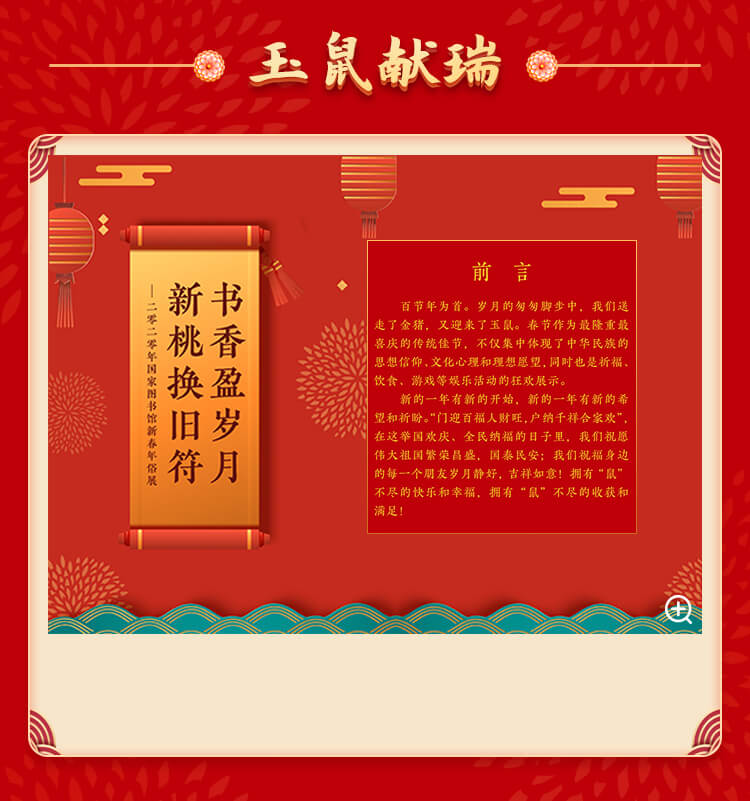 玉鼠献瑞
书香盈岁月
新桃换旧符
—二零二零年国家图书馆新春年俗展
前 言
百节年为首。岁月的匆匆脚步中，我们送
走了金猪，又迎来了玉鼠。春节作为最隆重最
喜庆的传统佳节，不仅集中体现了中华民族的
思想信仰、文化心理和理想愿望，同时也是祈福、
饮食、游戏等娱乐活动的狂欢展示。
新的一年有新的开始，新的一年有新的希
望和祈盼。“门迎百福人财旺，户纳千祥合家欢”，
在这举国欢庆、全民纳福的日子里，我们祝愿
伟大祖国繁荣昌盛，国泰民安；我们祝福身边
的每一个朋友岁月静好，吉祥如意！拥有“鼠”
不尽的快乐和幸福，拥有“鼠”不尽的收获和
满足！